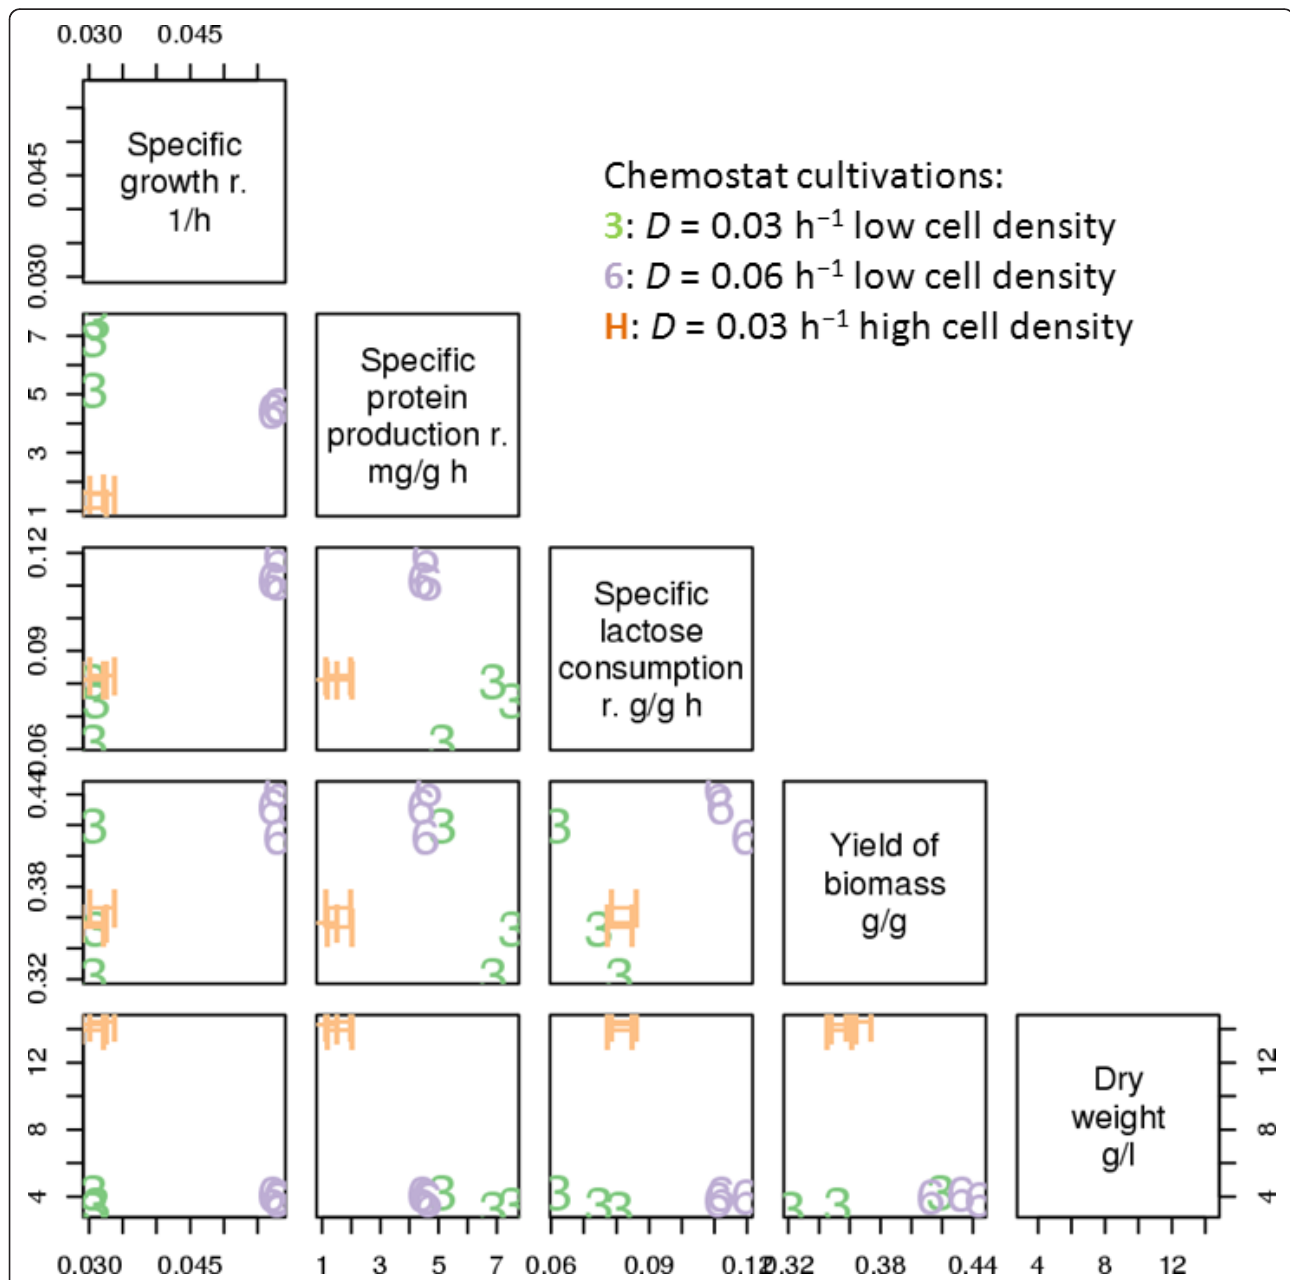 0.030 0.045
Specific
growth r.
1/h
0.030 0.045
Chemostat cultivations:
3: D = 0.03 h⁻¹ low cell density
6: D = 0.06 h⁻¹ low cell density
H: D = 0.03 h⁻¹ high cell density
Specific
protein
production r.
mg/g h
1 3 5 7
Specific
lactose
consumption
r. g/g h
0.06 0.09 0.12
Yield of
biomass
g/g
0.32 0.38 0.44
Dry
weight
g/l
4 8 12
4 8 12
0.030 0.045 1 3 5 7 0.06 0.09 0.12 0.32 0.38 0.44 4 8 12